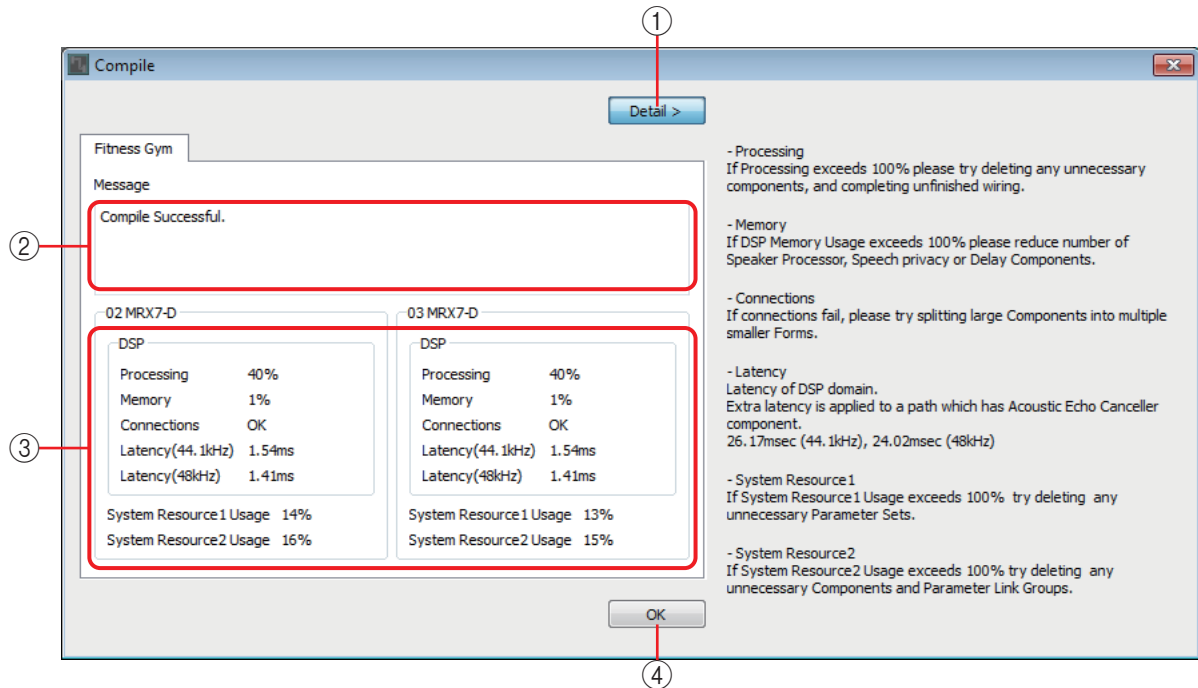 ①
Compile
Detail >
Fitness Gym
Message
Compile Successful.
②
02 MRX7-D
DSP
Processing 40%
Memory 1%
Connections OK
Latency(44.1kHz) 1.54ms
Latency(48kHz) 1.41ms
System Resource1 Usage 14%
System Resource2 Usage 16%
03 MRX7-D
DSP
Processing 40%
Memory 1%
Connections OK
Latency(44.1kHz) 1.54ms
Latency(48kHz) 1.41ms
System Resource1 Usage 13%
System Resource2 Usage 15%
③
- Processing
If Processing exceeds 100% please try deleting any unnecessary
components, and completing unfinished wiring.
- Memory
If DSP Memory Usage exceeds 100% please reduce number of
Speaker Processor, Speech privacy or Delay Components.
- Connections
If connections fail, please try splitting large Components into multiple
smaller Forms.
- Latency
Latency of DSP domain.
Extra latency is applied to a path which has Acoustic Echo Canceller
component.
26.17msec (44.1kHz), 24.02msec (48kHz)
- System Resource1
If System Resource1 Usage exceeds 100% try deleting any
unnecessary Parameter Sets.
- System Resource2
If System Resource2 Usage exceeds 100% try deleting any
unnecessary Components and Parameter Link Groups.
OK
④